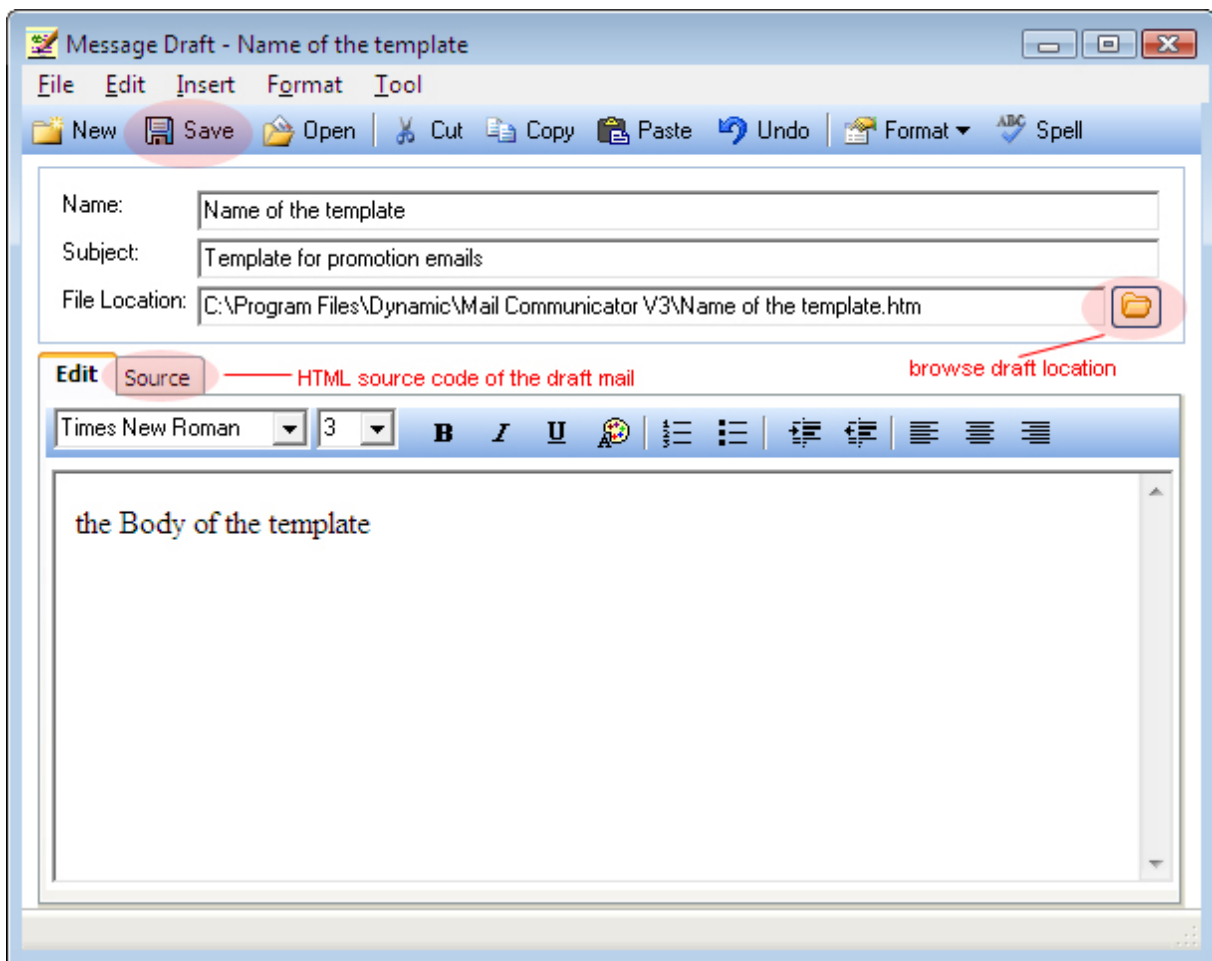 Message Draft - Name of the template
File Edit Insert Format Tool
New Save Open Cut Copy Paste Undo Format ABC Spell
Name: Name of the template
Subject: Template for promotion emails
File Location: C:\Program Files\Dynamic\Mail Communicator V3\Name of the template.htm
Edit Source HTML source code of the draft mail browse draft location
Times New Roman 3 B I U
the Body of the template